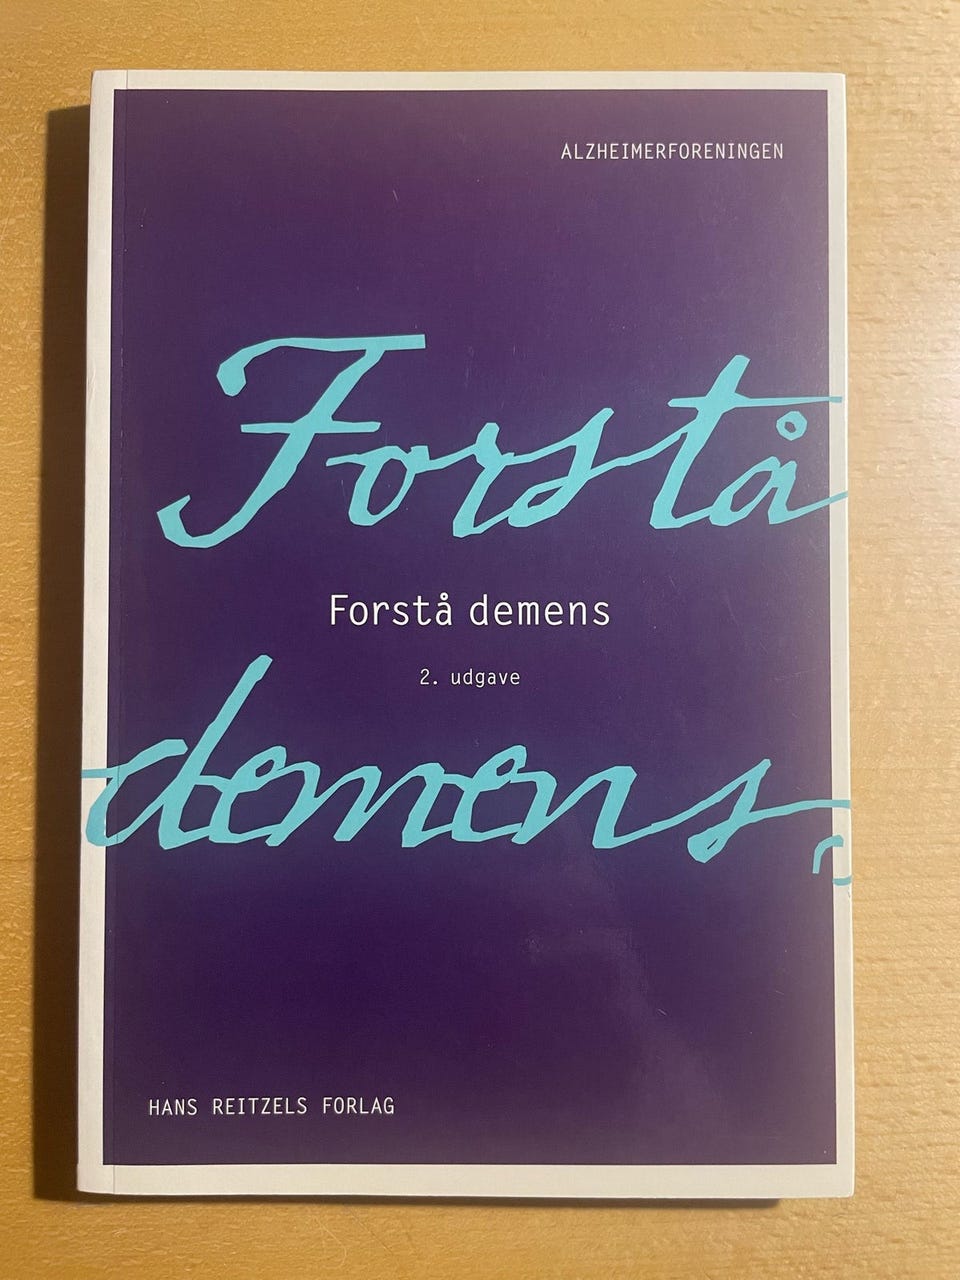 ALZHEIMERFORENINGEN
Forstå
Forstå demens
2. udgave
demens
HANS REITZELS FORLAG